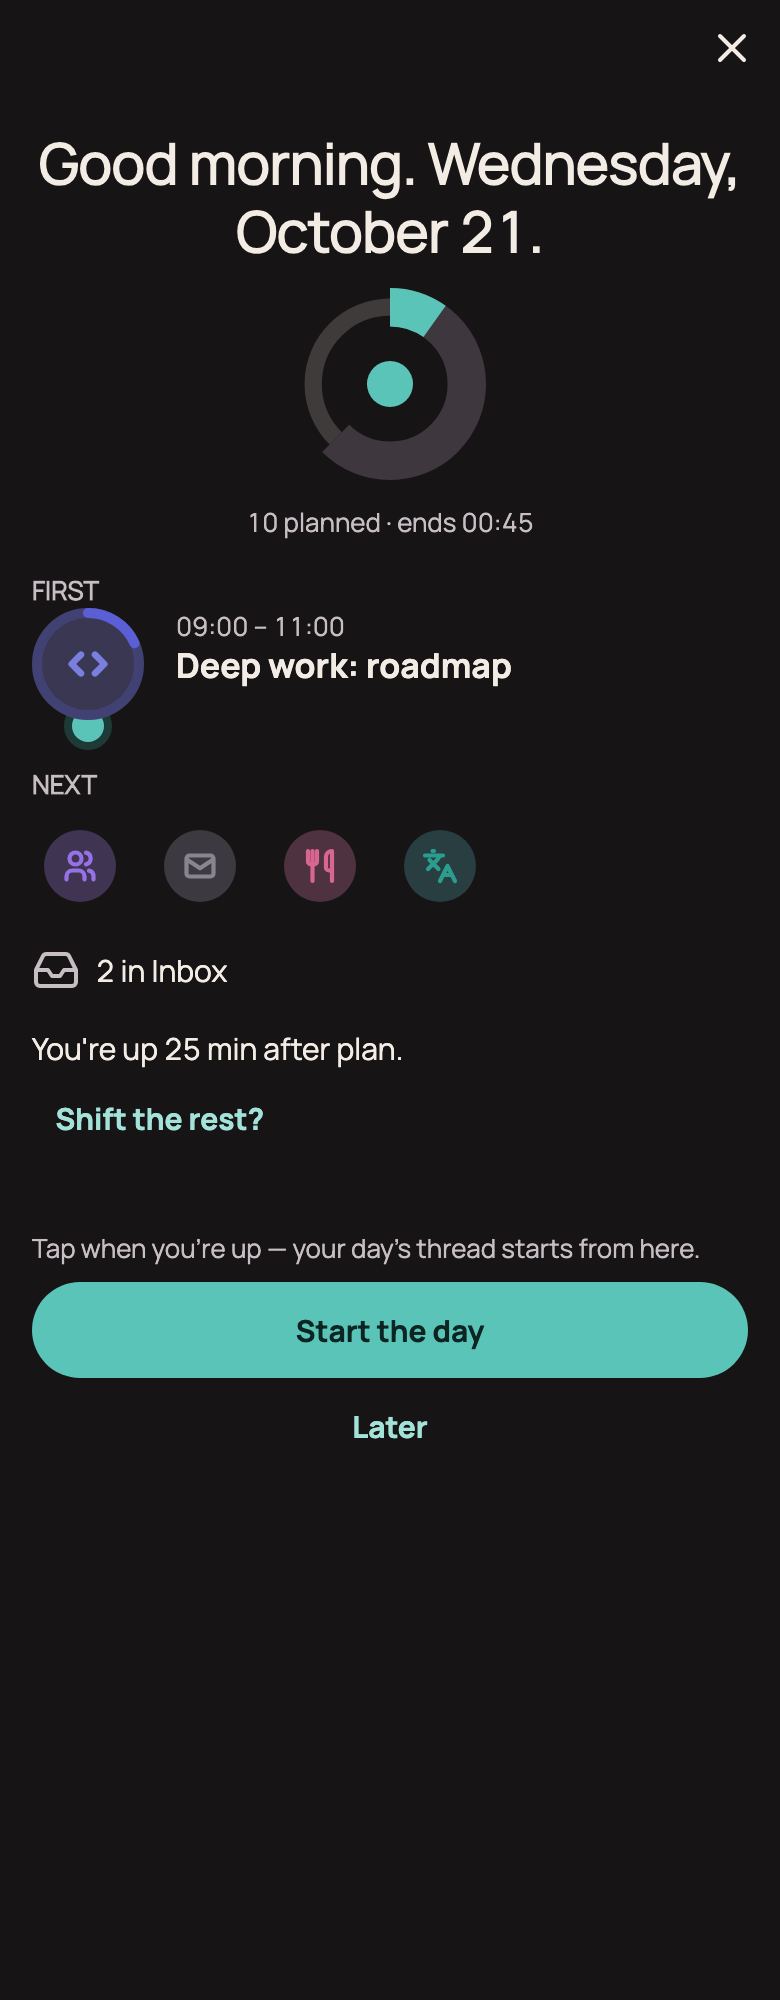 Good morning. Wednesday,
October 21.
10 planned · ends 00:45
FIRST
09:00 – 11:00
Deep work: roadmap
NEXT
2 in Inbox
You're up 25 min after plan.
Shift the rest?
Tap when you’re up — your day’s thread starts from here.
Start the day
Later